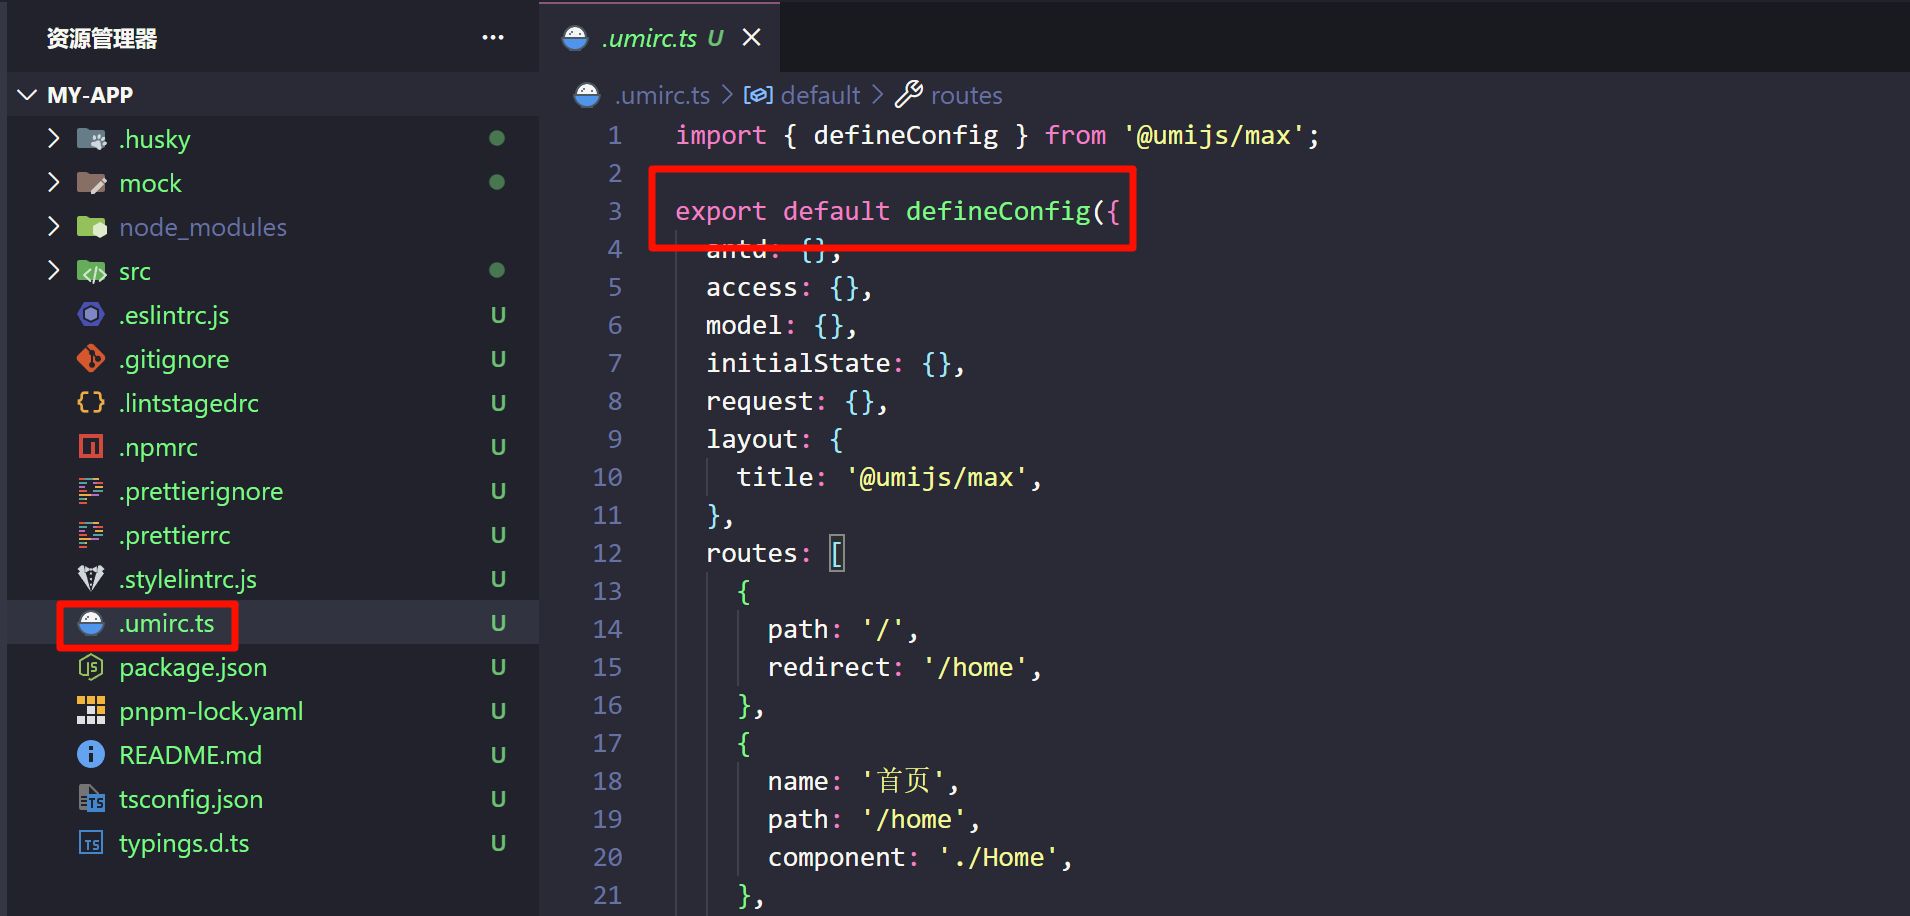 资源管理器 ···
MY-APP
.husky
mock
node_modules
src
.eslintrc.js U
.gitignore U
.lintstagedrc U
.npmrc U
.prettierignore U
.prettierrc U
.stylelintrc.js U
.umirc.ts U
package.json U
pnpm-lock.yaml U
README.md U
tsconfig.json U
typings.d.ts U
.umirc.ts U
.umirc.ts > default > routes
1 import { defineConfig } from '@umijs/max';
2
3 export default defineConfig({
4 antd: {},
5 access: {},
6 model: {},
7 initialState: {},
8 request: {},
9 layout: {
10 title: '@umijs/max',
11 },
12 routes: [
13 {
14 path: '/',
15 redirect: '/home',
16 },
17 {
18 name: '首页',
19 path: '/home',
20 component: './Home',
21 },